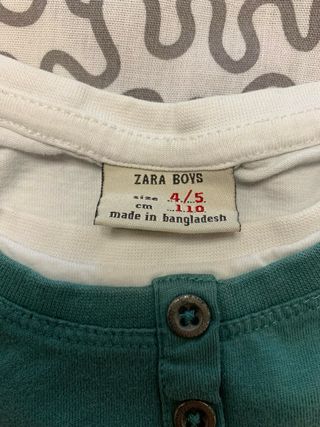 ZARA BOYS
size 4/5
cm 110
made in bangladesh